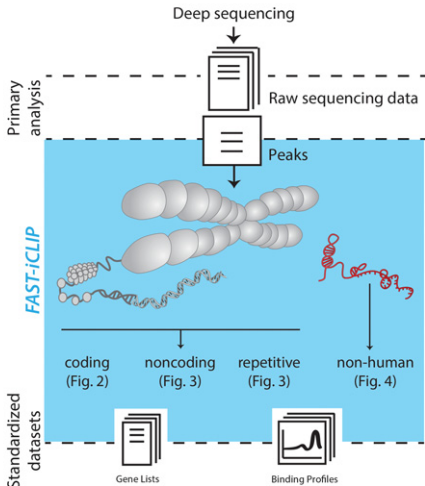 Deep sequencing
Primary
analysis
Raw sequencing data
Peaks
FAST-iCLIP
coding
(Fig. 2)
noncoding
(Fig. 3)
repetitive
(Fig. 3)
non-human
(Fig. 4)
Standardized
datasets
Gene Lists
Binding Profiles